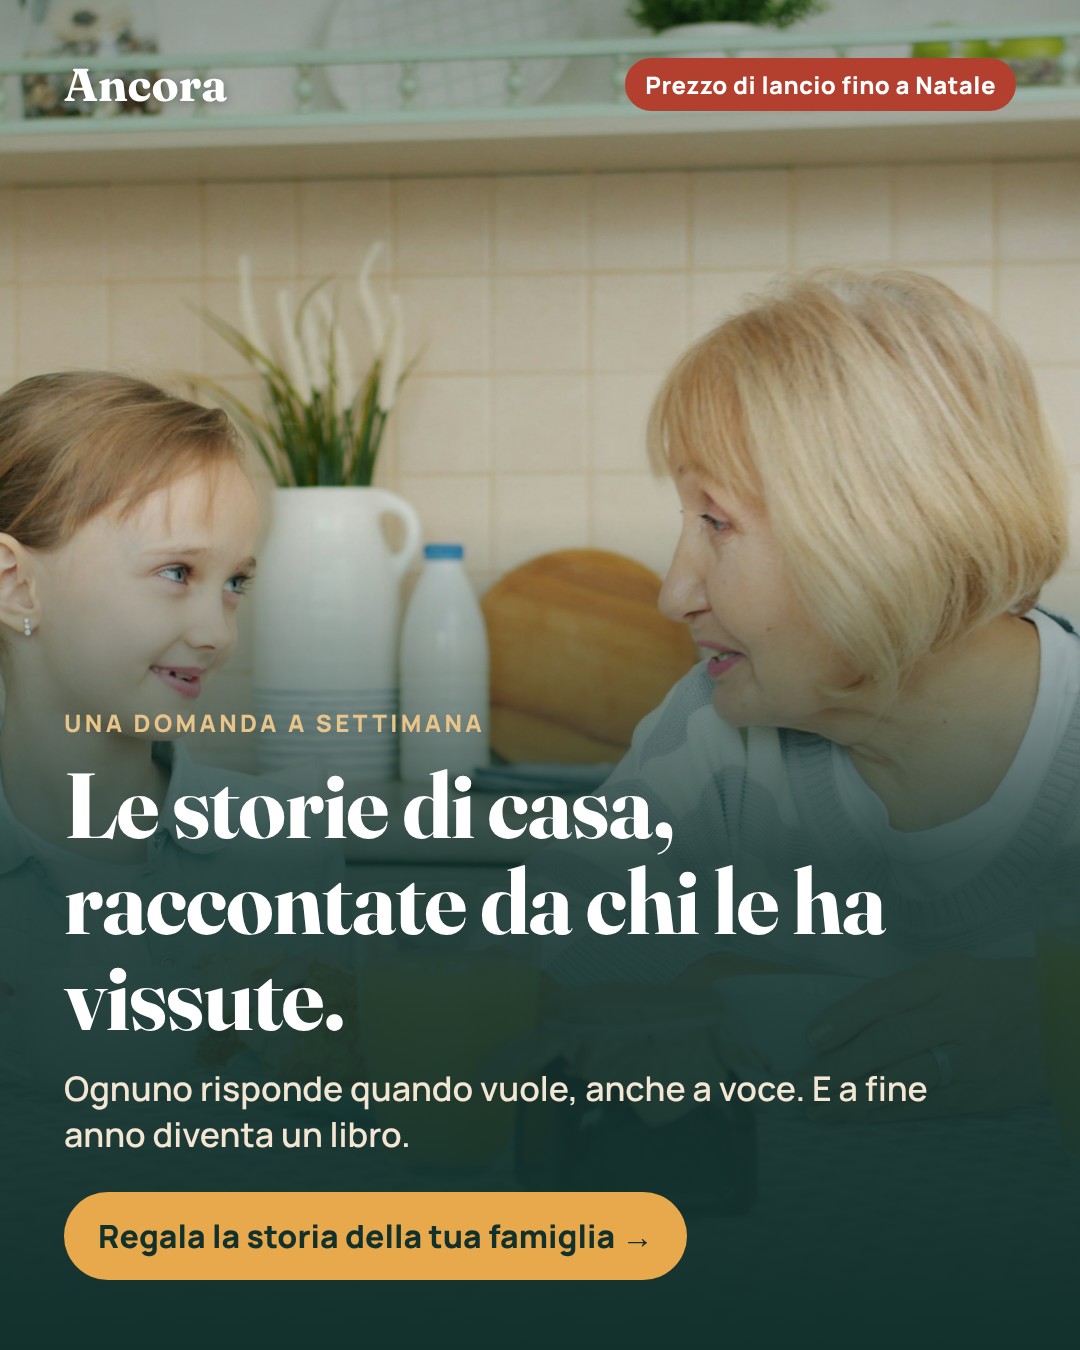 Ancora
Prezzo di lancio fino a Natale
UNA DOMANDA A SETTIMANA
Le storie di casa,
raccontate da chi le ha
vissute.
Ognuno risponde quando vuole, anche a voce. E a fine
anno diventa un libro.
Regala la storia della tua famiglia →